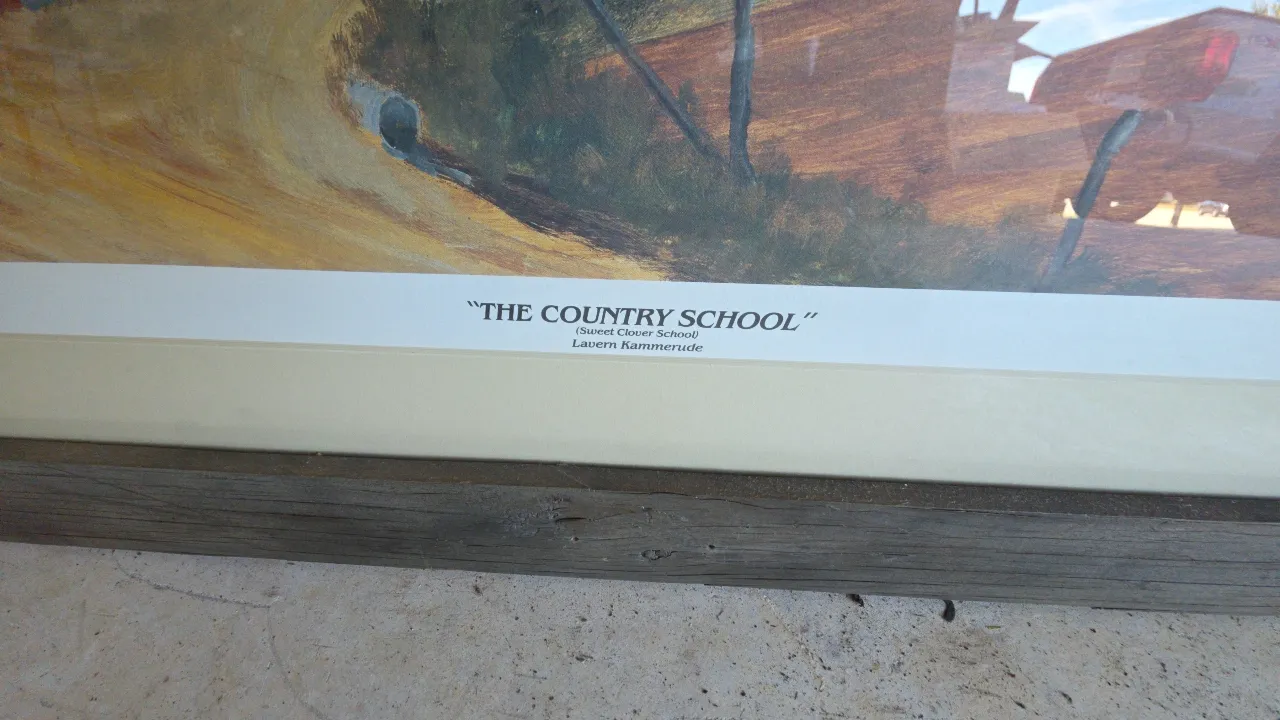 "THE COUNTRY SCHOOL"
(Sweet Clover School)
Lavern Kammerude